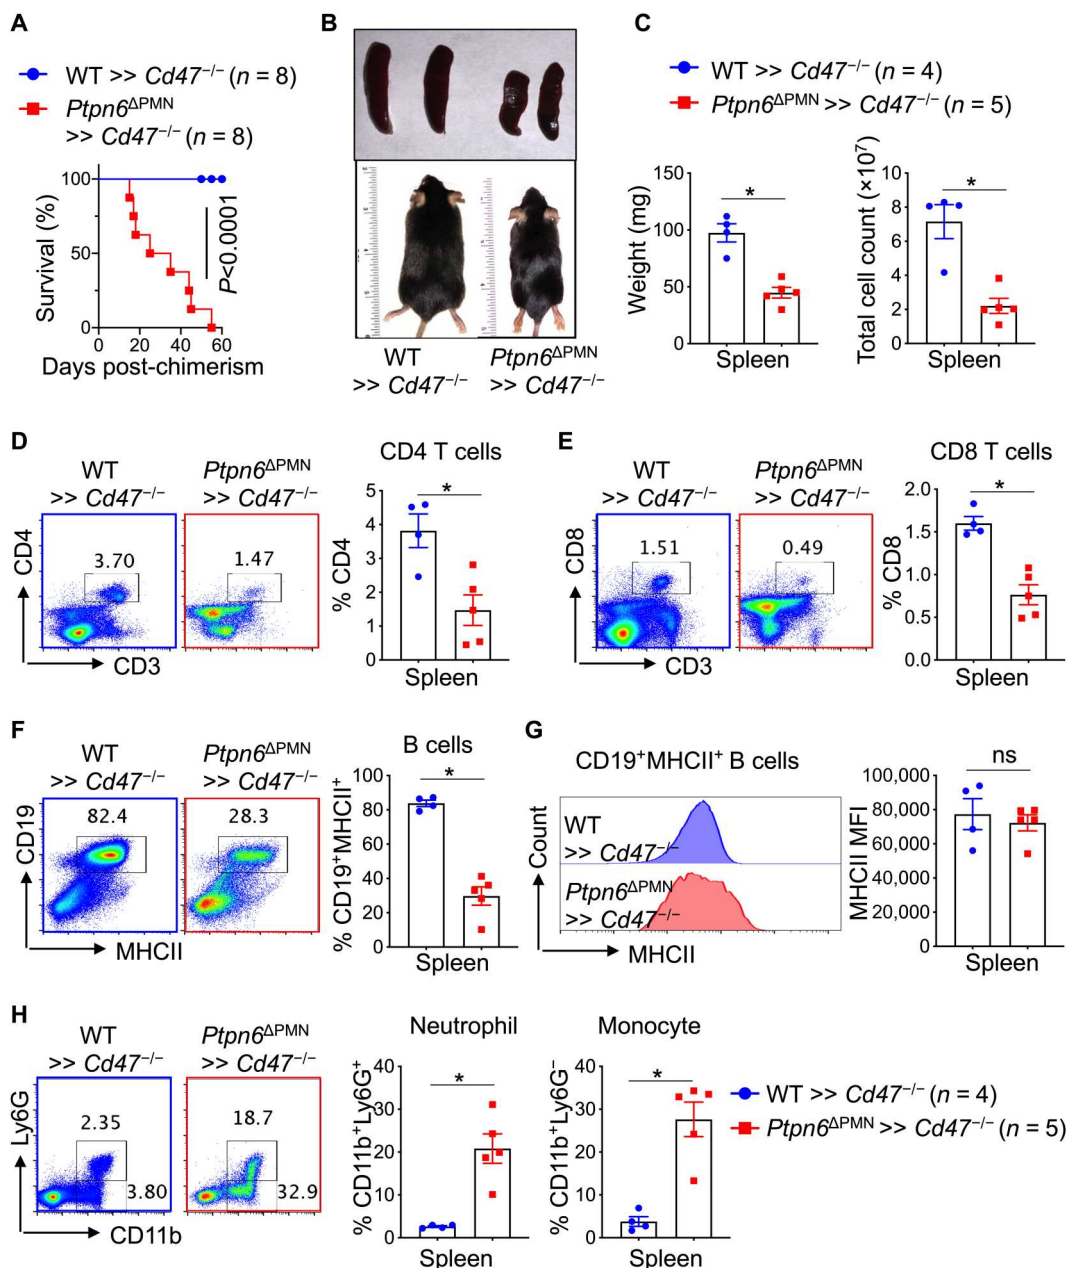 A
WT >> Cd47−/− (n = 8)
Ptpn6ΔPMN
>> Cd47−/− (n = 8)
Survival (%)
100
50
0
0 20 40 60
P<0.0001
Days post-chimerism
B
WT
>> Cd47−/−
Ptpn6ΔPMN
>> Cd47−/−
C
WT >> Cd47−/− (n = 4)
Ptpn6ΔPMN >> Cd47−/− (n = 5)
Weight (mg)
150
100
50
0
*
Spleen
Total cell count (×10⁷)
10
8
6
4
2
0
*
Spleen
D
WT
>> Cd47−/−
Ptpn6ΔPMN
>> Cd47−/−
CD4
3.70
1.47
CD3
CD4 T cells
% CD4
5
4
3
2
1
0
*
Spleen
E
WT
>> Cd47−/−
Ptpn6ΔPMN
>> Cd47−/−
CD8
1.51
0.49
CD3
CD8 T cells
% CD8
2.0
1.5
1.0
0.5
0.0
*
Spleen
F
WT
>> Cd47−/−
Ptpn6ΔPMN
>> Cd47−/−
CD19
82.4
28.3
MHCII
B cells
% CD19⁺MHCII⁺
100
80
60
40
20
0
*
Spleen
G
CD19⁺MHCII⁺ B cells
Count
WT
>> Cd47−/−
Ptpn6ΔPMN
>> Cd47−/−
MHCII
MHCII MFI
100,000
80,000
60,000
40,000
20,000
0
ns
Spleen
H
WT
>> Cd47−/−
Ptpn6ΔPMN
>> Cd47−/−
Ly6G
2.35
3.80
18.7
32.9
CD11b
Neutrophil
% CD11b⁺Ly6G⁺
40
30
20
10
0
*
Spleen
Monocyte
% CD11b⁺Ly6G⁻
40
30
20
10
0
*
Spleen
WT >> Cd47−/− (n = 4)
Ptpn6ΔPMN >> Cd47−/− (n = 5)